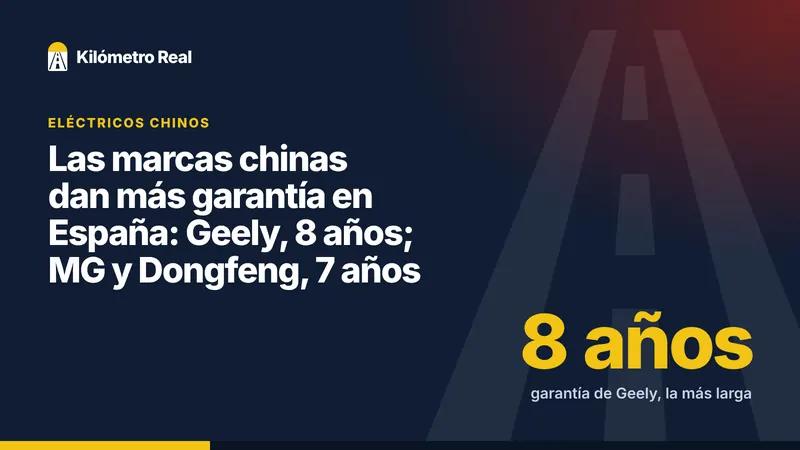 Kilómetro Real
ELÉCTRICOS CHINOS
Las marcas chinas
dan más garantía en
España: Geely, 8 años;
MG y Dongfeng, 7 años
8 años
garantía de Geely, la más larga